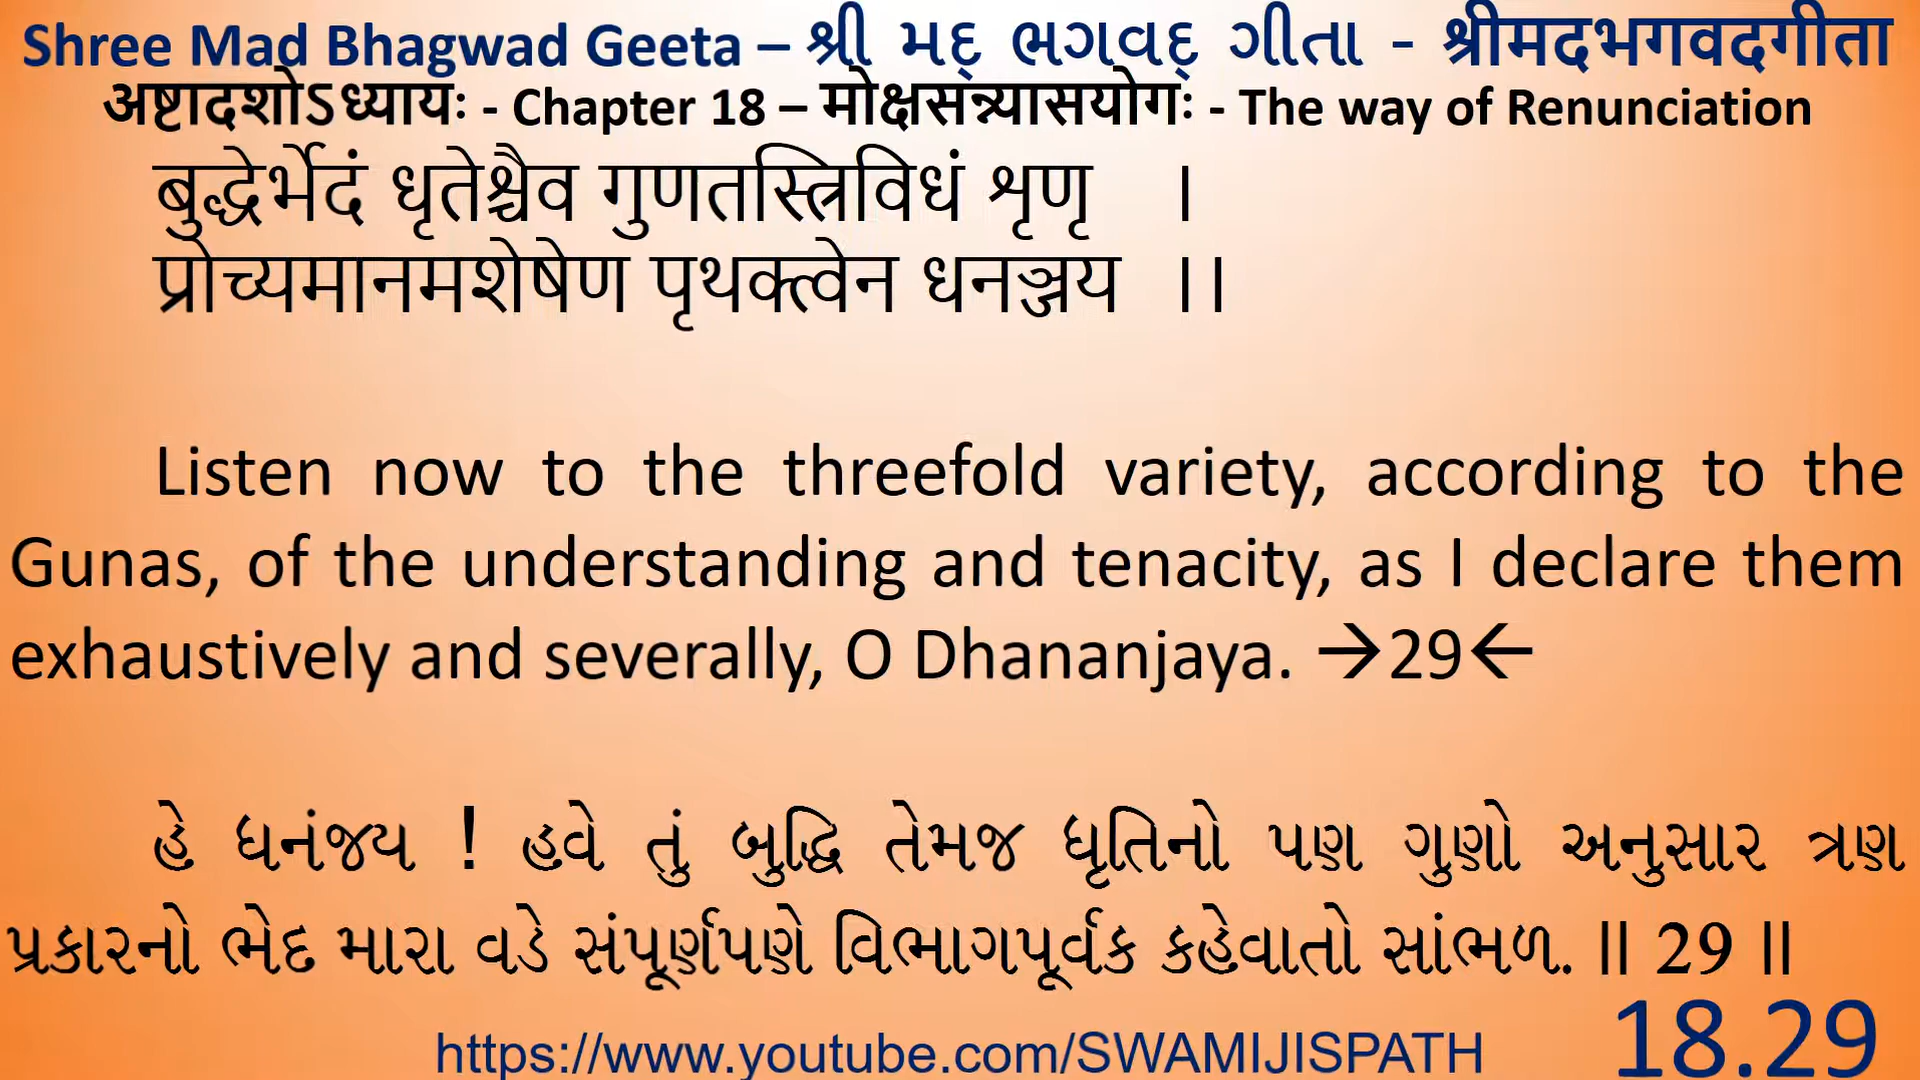 Shree Mad Bhagwad Geeta – શ્રી મદ્ ભગવદ્ ગીતા - श्रीमदभगवदगीता
अष्टादशोऽध्यायः - Chapter 18 – मोक्षसन्न्यासयोगः - The way of Renunciation
बुद्धेर्भेदं धृतेश्चैव गुणतस्त्रिविधं शृणृ ।
प्रोच्यमानमशेषेण पृथक्त्वेन धनञ्जय ।।
Listen now to the threefold variety, according to the
Gunas, of the understanding and tenacity, as I declare them
exhaustively and severally, O Dhananjaya. →29←
હે ધનંજય ! હવે તું બુદ્ધિ તેમજ ધૃતિનો પણ ગુણો અનુસાર ત્રણ
પ્રકારનો ભેદ મારા વડે સંપૂર્ણપણે વિભાગપૂર્વક કહેવાતો સાંભળ. ॥ 29 ॥
18.29
https://www.youtube.com/SWAMIJISPATH